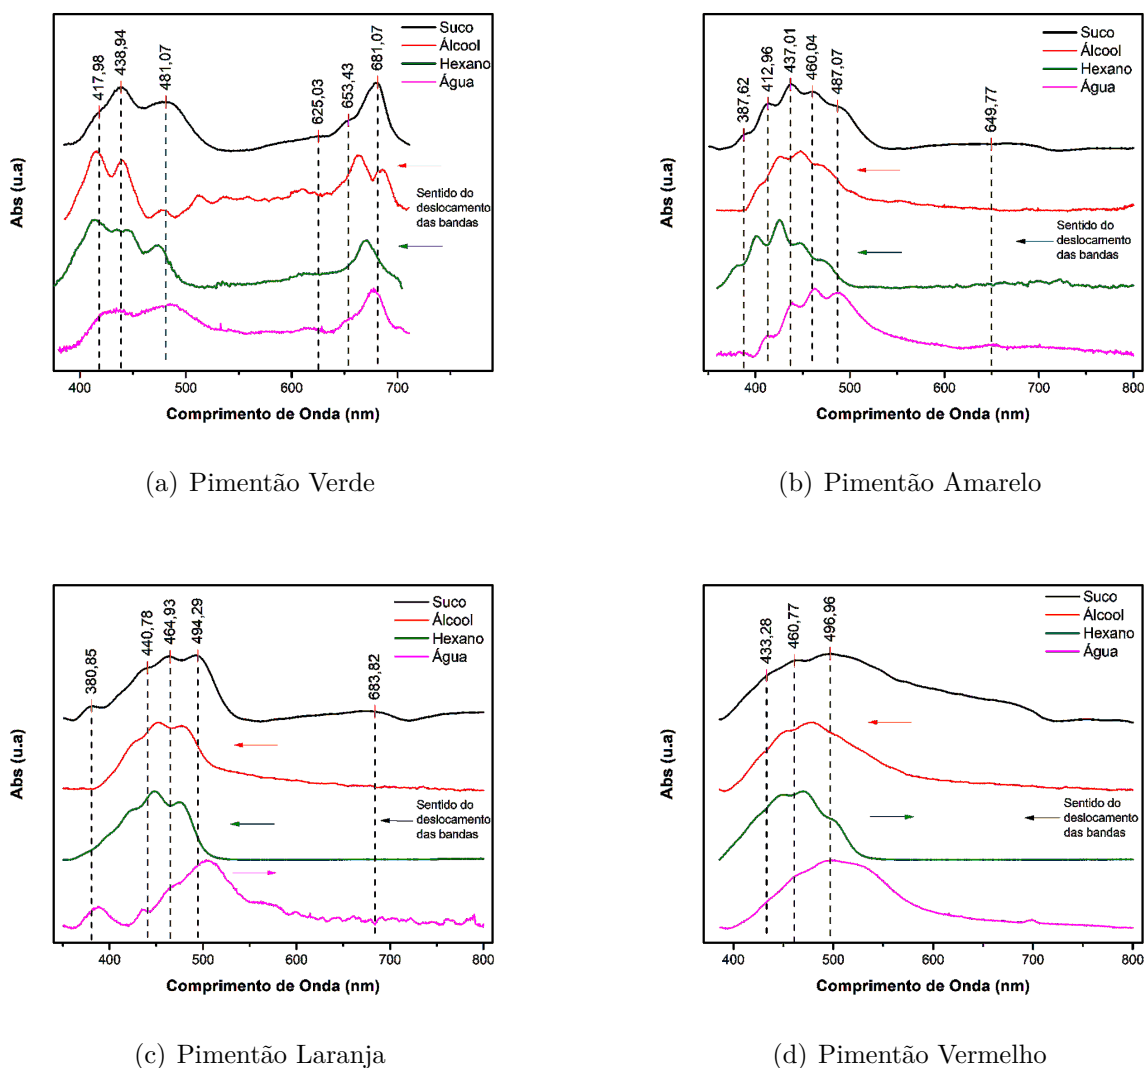 417,98
438,94
481,07
625,03
653,43
681,07
Suco
Álcool
Hexano
Água
Abs (u.a)
Sentido do
deslocamento
das bandas
400
500
600
700
Comprimento de Onda (nm)
(a) Pimentão Verde
387,62
412,96
437,01
460,04
487,07
649,77
Suco
Álcool
Hexano
Água
Abs (u.a)
Sentido do
deslocamento
das bandas
400
500
600
700
800
Comprimento de Onda (nm)
(b) Pimentão Amarelo
380,85
440,78
464,93
494,29
683,82
Suco
Álcool
Hexano
Água
Abs (u.a)
Sentido do
deslocamento
das bandas
400
500
600
700
800
Comprimento de Onda (nm)
(c) Pimentão Laranja
433,28
460,77
496,96
Suco
Álcool
Hexano
Água
Abs (u.a)
Sentido do
deslocamento
das bandas
400
500
600
700
800
Comprimento de Onda (nm)
(d) Pimentão Vermelho